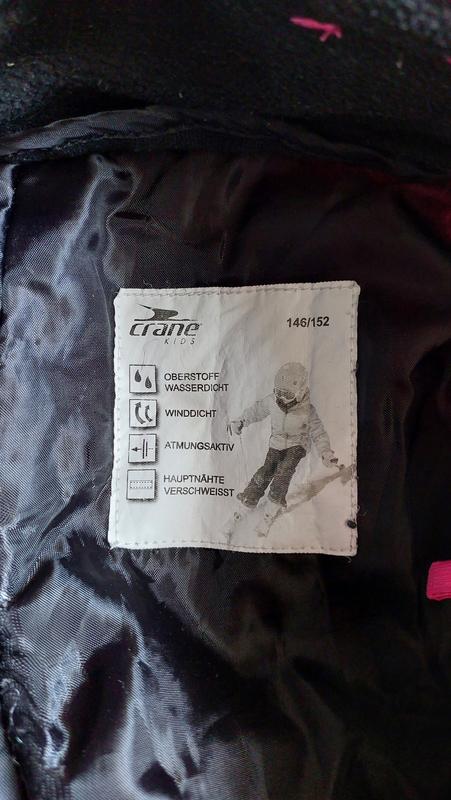 crane
KIDS
146/152
OBERSTOFF
WASSERDICHT
WINDDICHT
ATMUNGSAKTIV
HAUPTNÄHTE
VERSCHWEISST